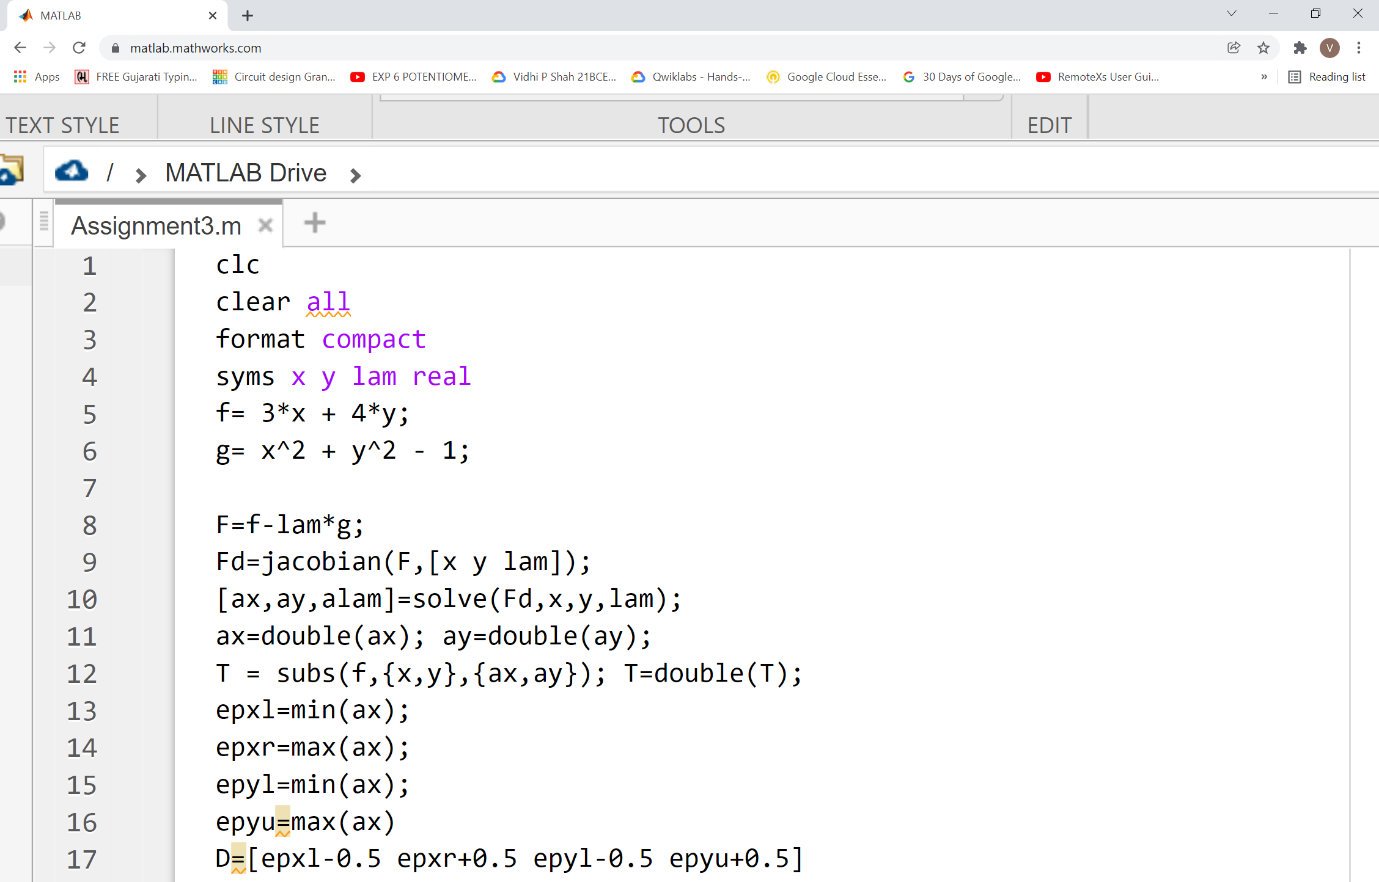 MATLAB
matlab.mathworks.com
V
Apps
FREE Gujarati Typin...
Circuit design Gran...
EXP 6 POTENTIOME...
Vidhi P Shah 21BCE...
Qwiklabs - Hands-...
Google Cloud Esse...
30 Days of Google...
RemoteXs User Gui...
»
Reading list
TEXT STYLE
LINE STYLE
TOOLS
EDIT
/ › MATLAB Drive ›
Assignment3.m × +
1 clc
2 clear all
3 format compact
4 syms x y lam real
5 f= 3*x + 4*y;
6 g= x^2 + y^2 - 1;
7
8 F=f-lam*g;
9 Fd=jacobian(F,[x y lam]);
10 [ax,ay,alam]=solve(Fd,x,y,lam);
11 ax=double(ax); ay=double(ay);
12 T = subs(f,{x,y},{ax,ay}); T=double(T);
13 epxl=min(ax);
14 epxr=max(ax);
15 epyl=min(ax);
16 epyu=max(ax)
17 D=[epxl-0.5 epxr+0.5 epyl-0.5 epyu+0.5]